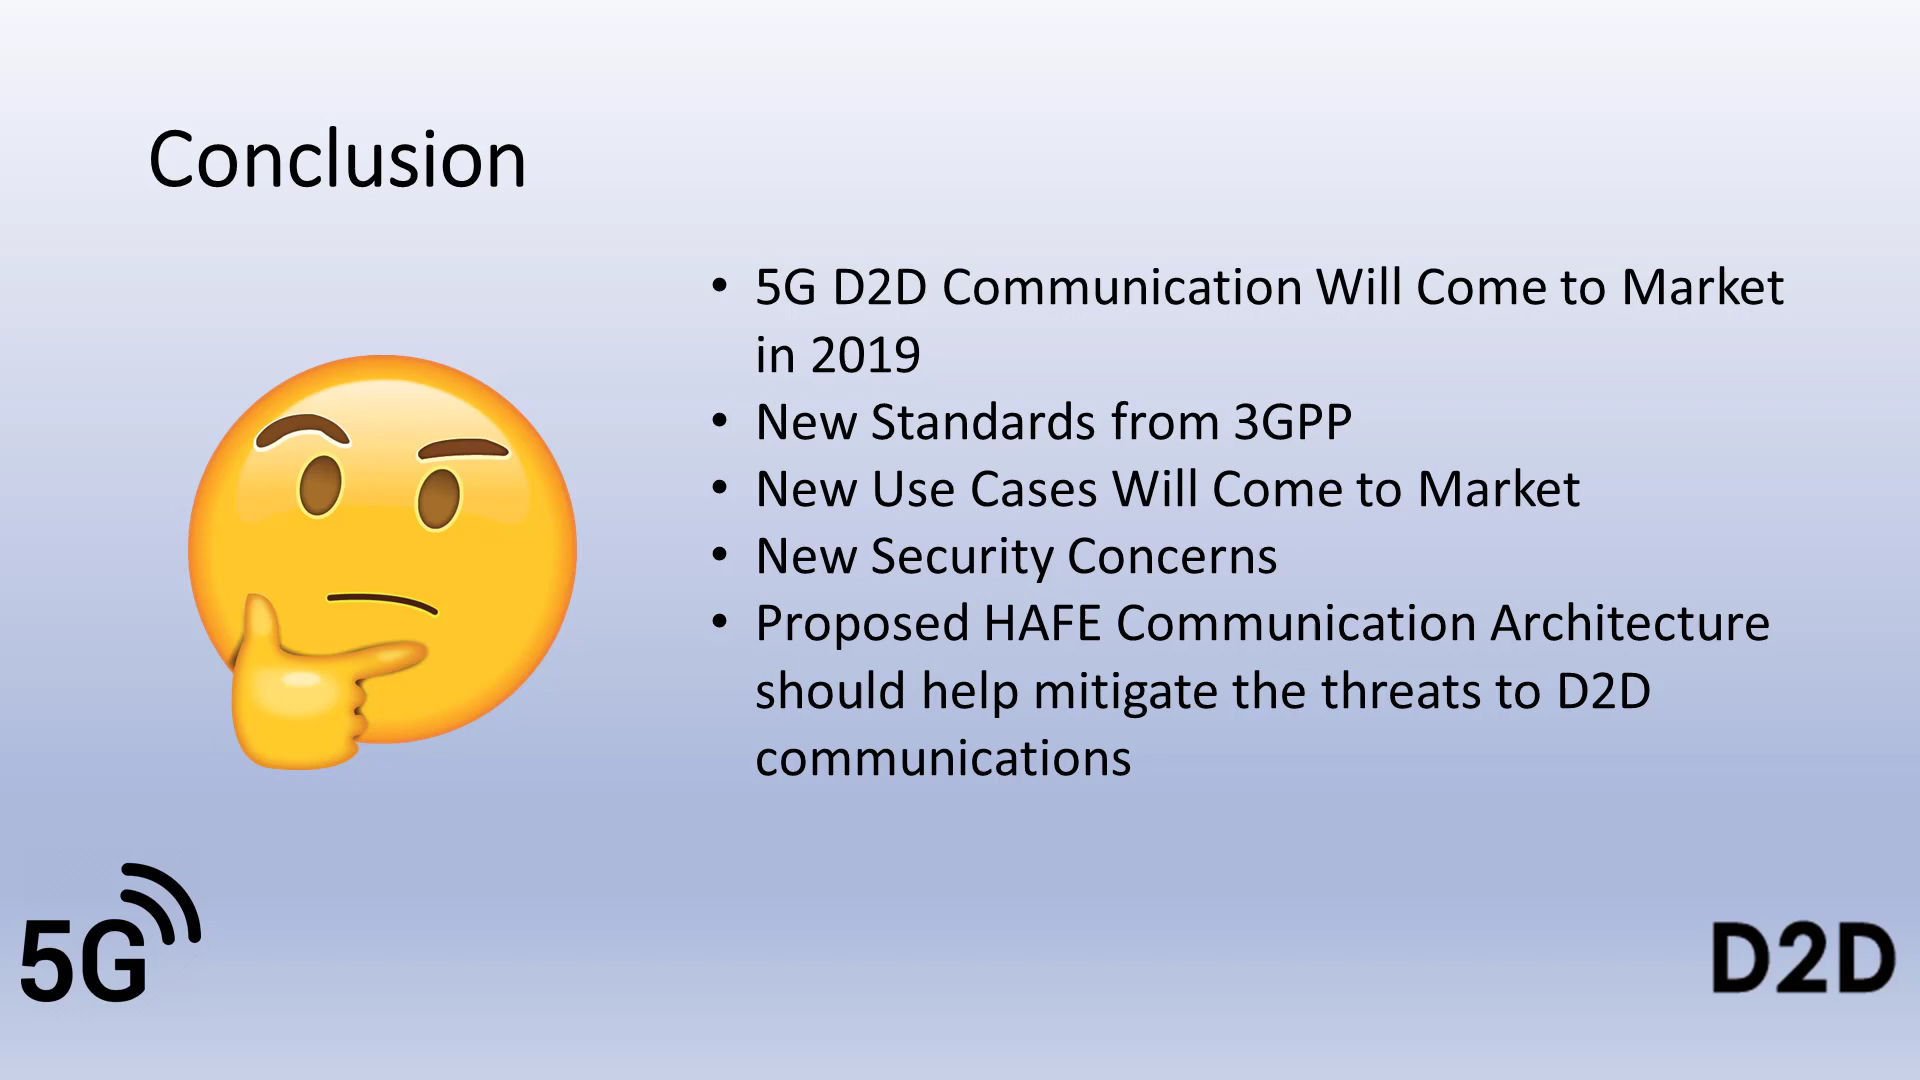 Conclusion
• 5G D2D Communication Will Come to Market
in 2019
• New Standards from 3GPP
• New Use Cases Will Come to Market
• New Security Concerns
• Proposed HAFE Communication Architecture
should help mitigate the threats to D2D
communications
5G
D2D